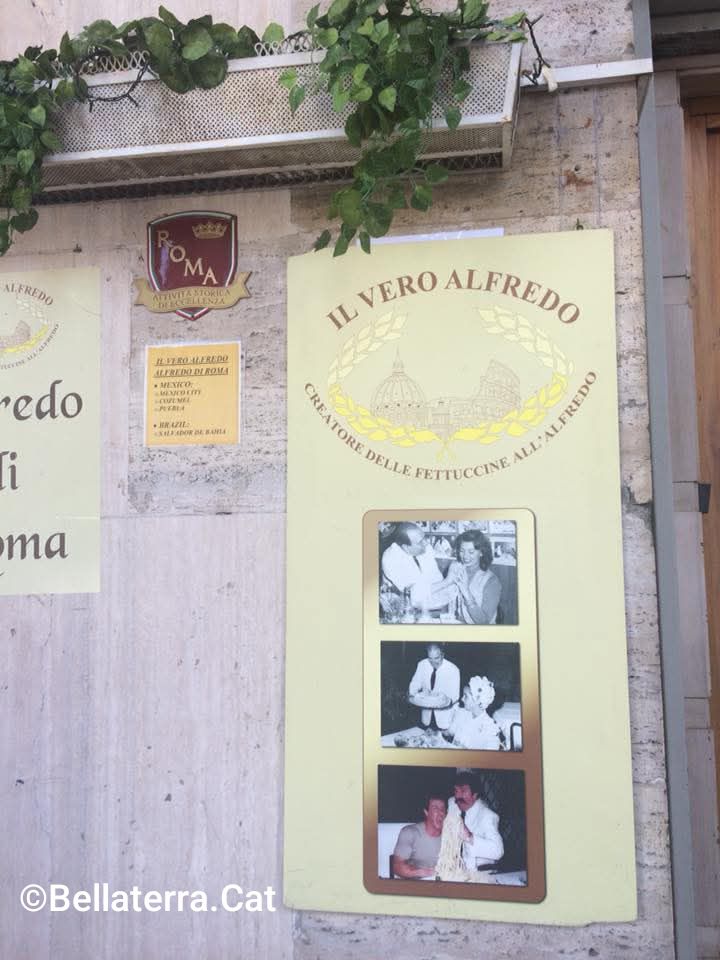 ALFREDO
redo
di
oma
ROMA
ATTIVITÀ STORICA
DI ECCELLENZA
IL VERO ALFREDO
ALFREDO DI ROMA
• MEXICO:
○MEXICO CITY
○COZUMEL
○PUEBLA
• BRAZIL:
○SALVADOR DE BAHIA
IL VERO ALFREDO
CREATORE DELLE FETTUCCINE ALL'ALFREDO
©Bellaterra.Cat